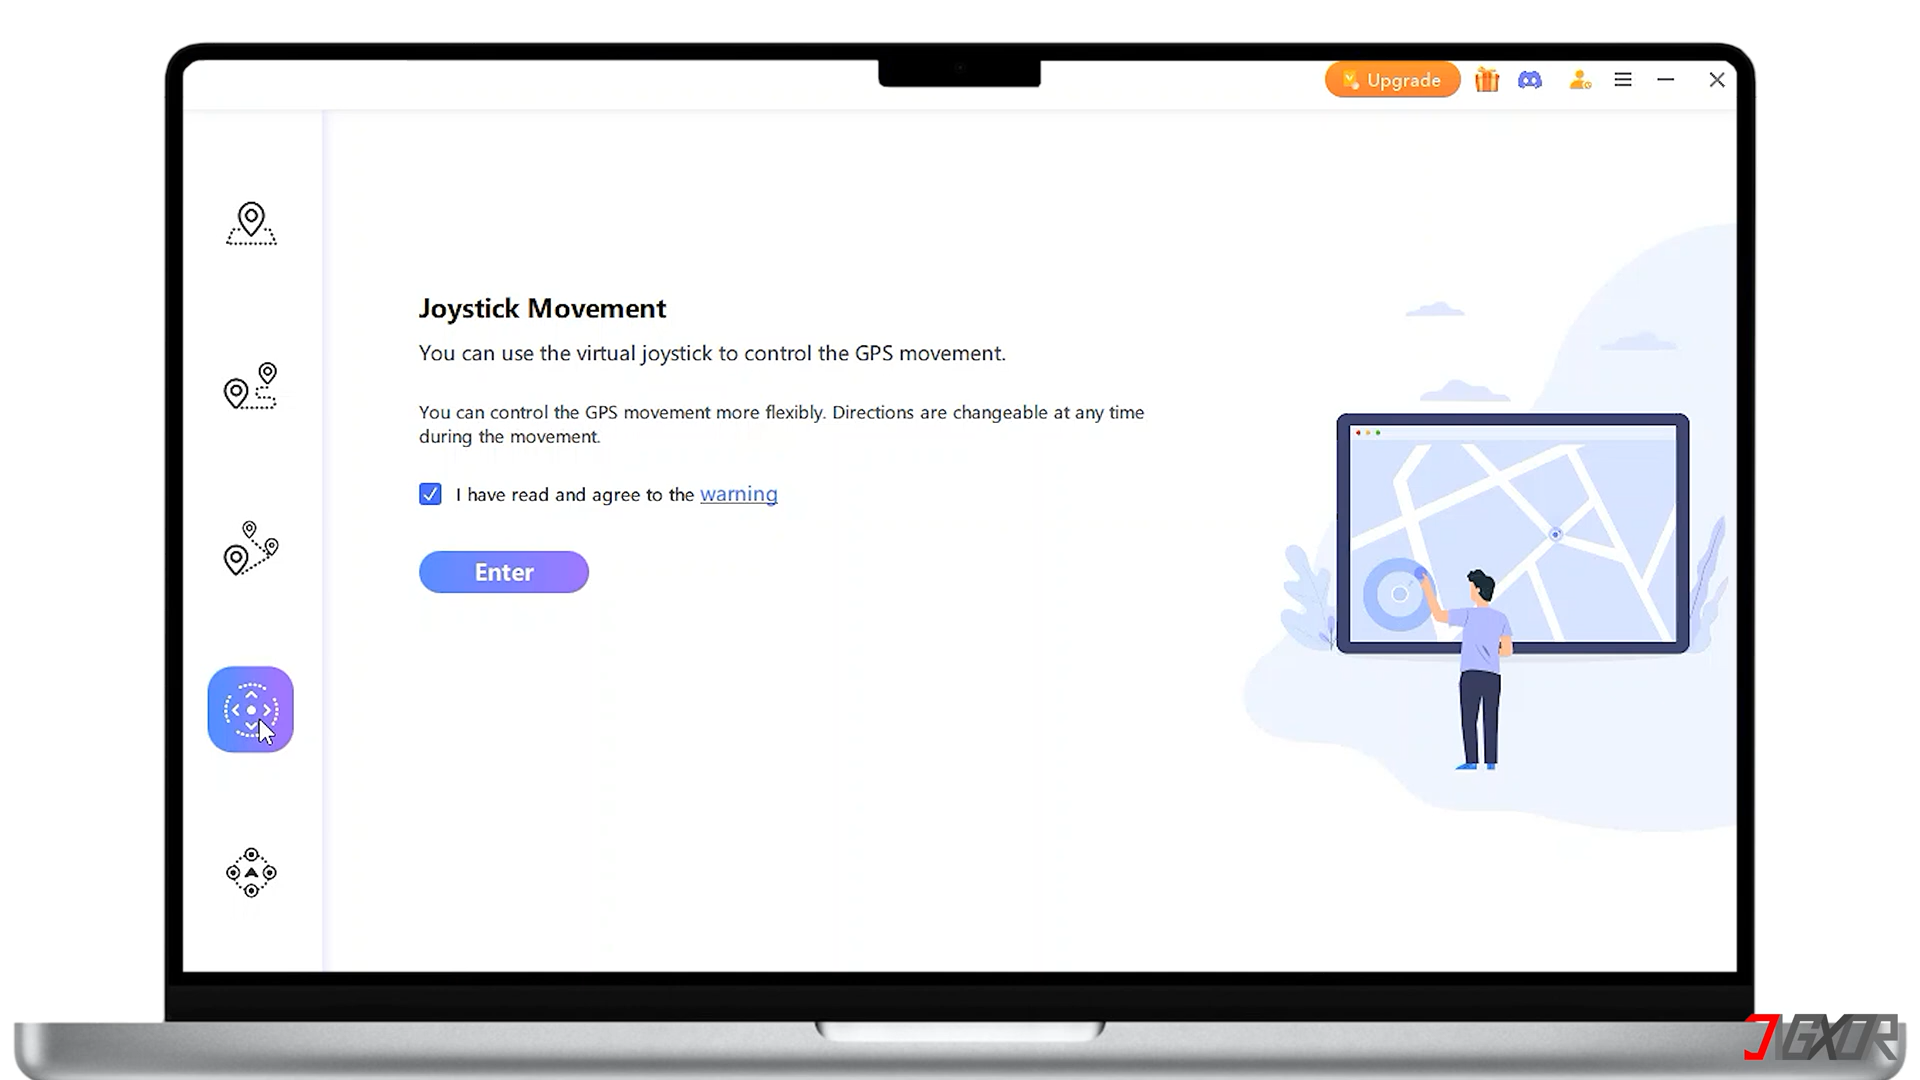 Upgrade
Joystick Movement
You can use the virtual joystick to control the GPS movement.
You can control the GPS movement more flexibly. Directions are changeable at any time
during the movement.
I have read and agree to the warning
Enter
JIGXOR